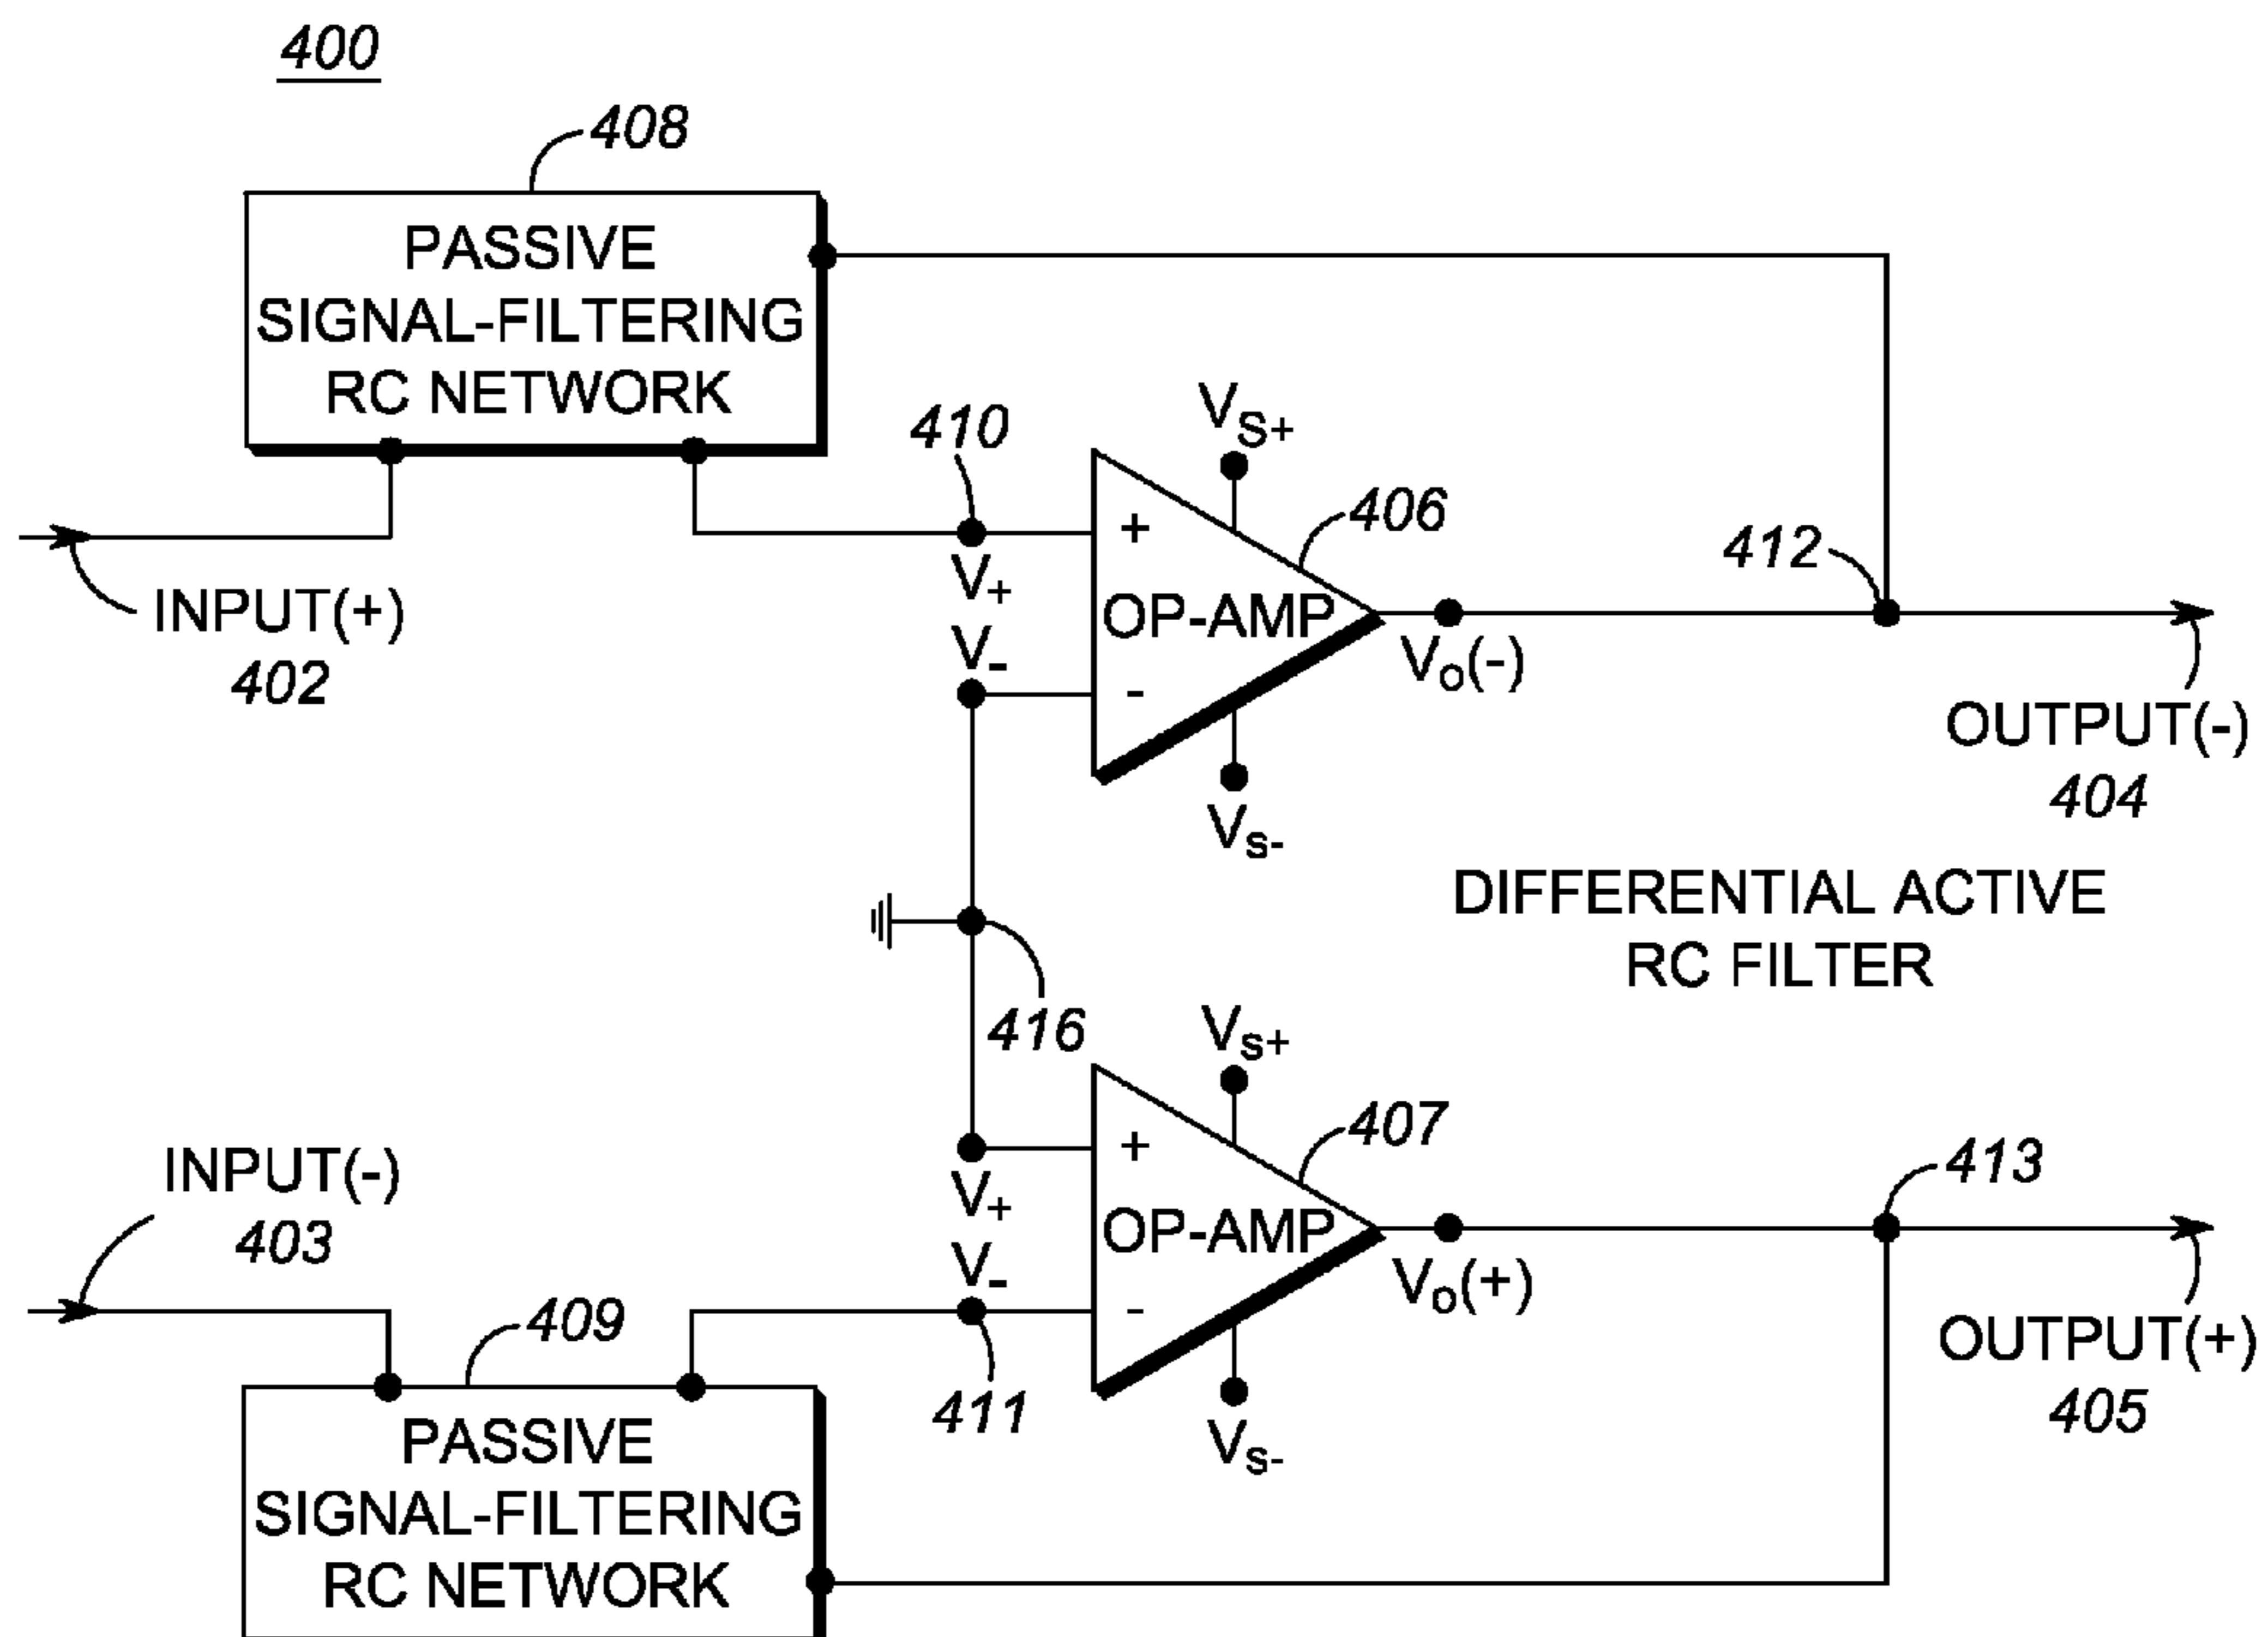 400
408
PASSIVE
SIGNAL-FILTERING
RC NETWORK
INPUT(+)
402
410
V+
V-
+
OP-AMP
-
VS+
406
VS-
VO(-)
412
OUTPUT(-)
404
DIFFERENTIAL ACTIVE
RC FILTER
416
INPUT(-)
403
V+
V-
411
+
OP-AMP
-
VS+
407
VS-
VO(+)
413
OUTPUT(+)
405
409
PASSIVE
SIGNAL-FILTERING
RC NETWORK